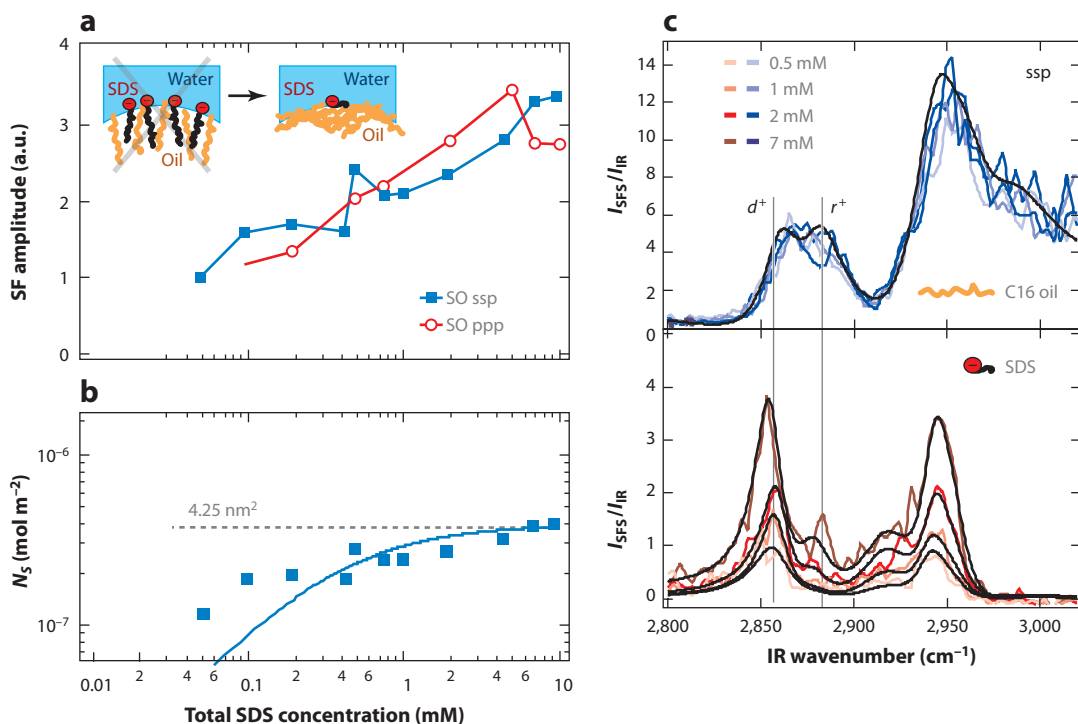 a
SF amplitude (a.u.)
4
3
2
1
0
SDS
Water
Oil
SDS
Water
Oil
SO ssp
SO ppp
b
N_S (mol m⁻²)
10⁻⁶
10⁻⁷
4.25 nm²
0.01
2
4
6
0.1
2
4
6
1
2
4
6
10
Total SDS concentration (mM)
c
I_SFS/I_IR
14
12
10
8
6
4
2
0
0.5 mM
1 mM
2 mM
7 mM
ssp
d⁺
r⁺
C16 oil
I_SFS/I_IR
4
3
2
1
0
SDS
2,800
2,850
2,900
2,950
3,000
IR wavenumber (cm⁻¹)